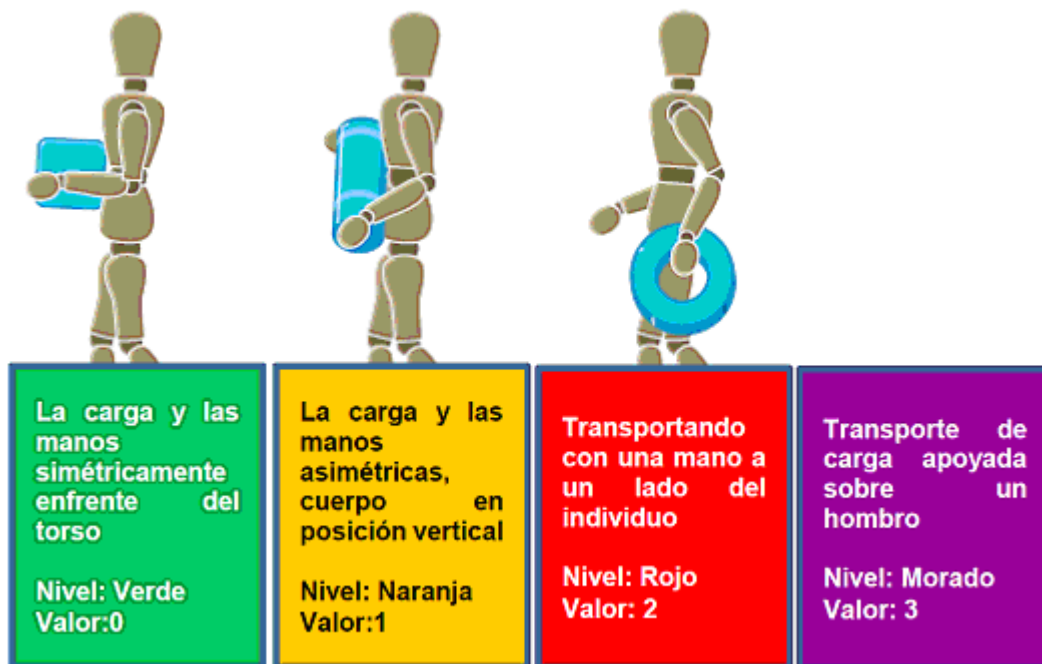 La carga y las
manos
simétricamente
enfrente del
torso
Nivel: Verde
Valor:0
La carga y las
manos
asimétricas,
cuerpo en
posición vertical
Nivel: Naranja
Valor:1
Transportando
con una mano a
un lado del
individuo
Nivel: Rojo
Valor: 2
Transporte de
carga apoyada
sobre un
hombro
Nivel: Morado
Valor: 3